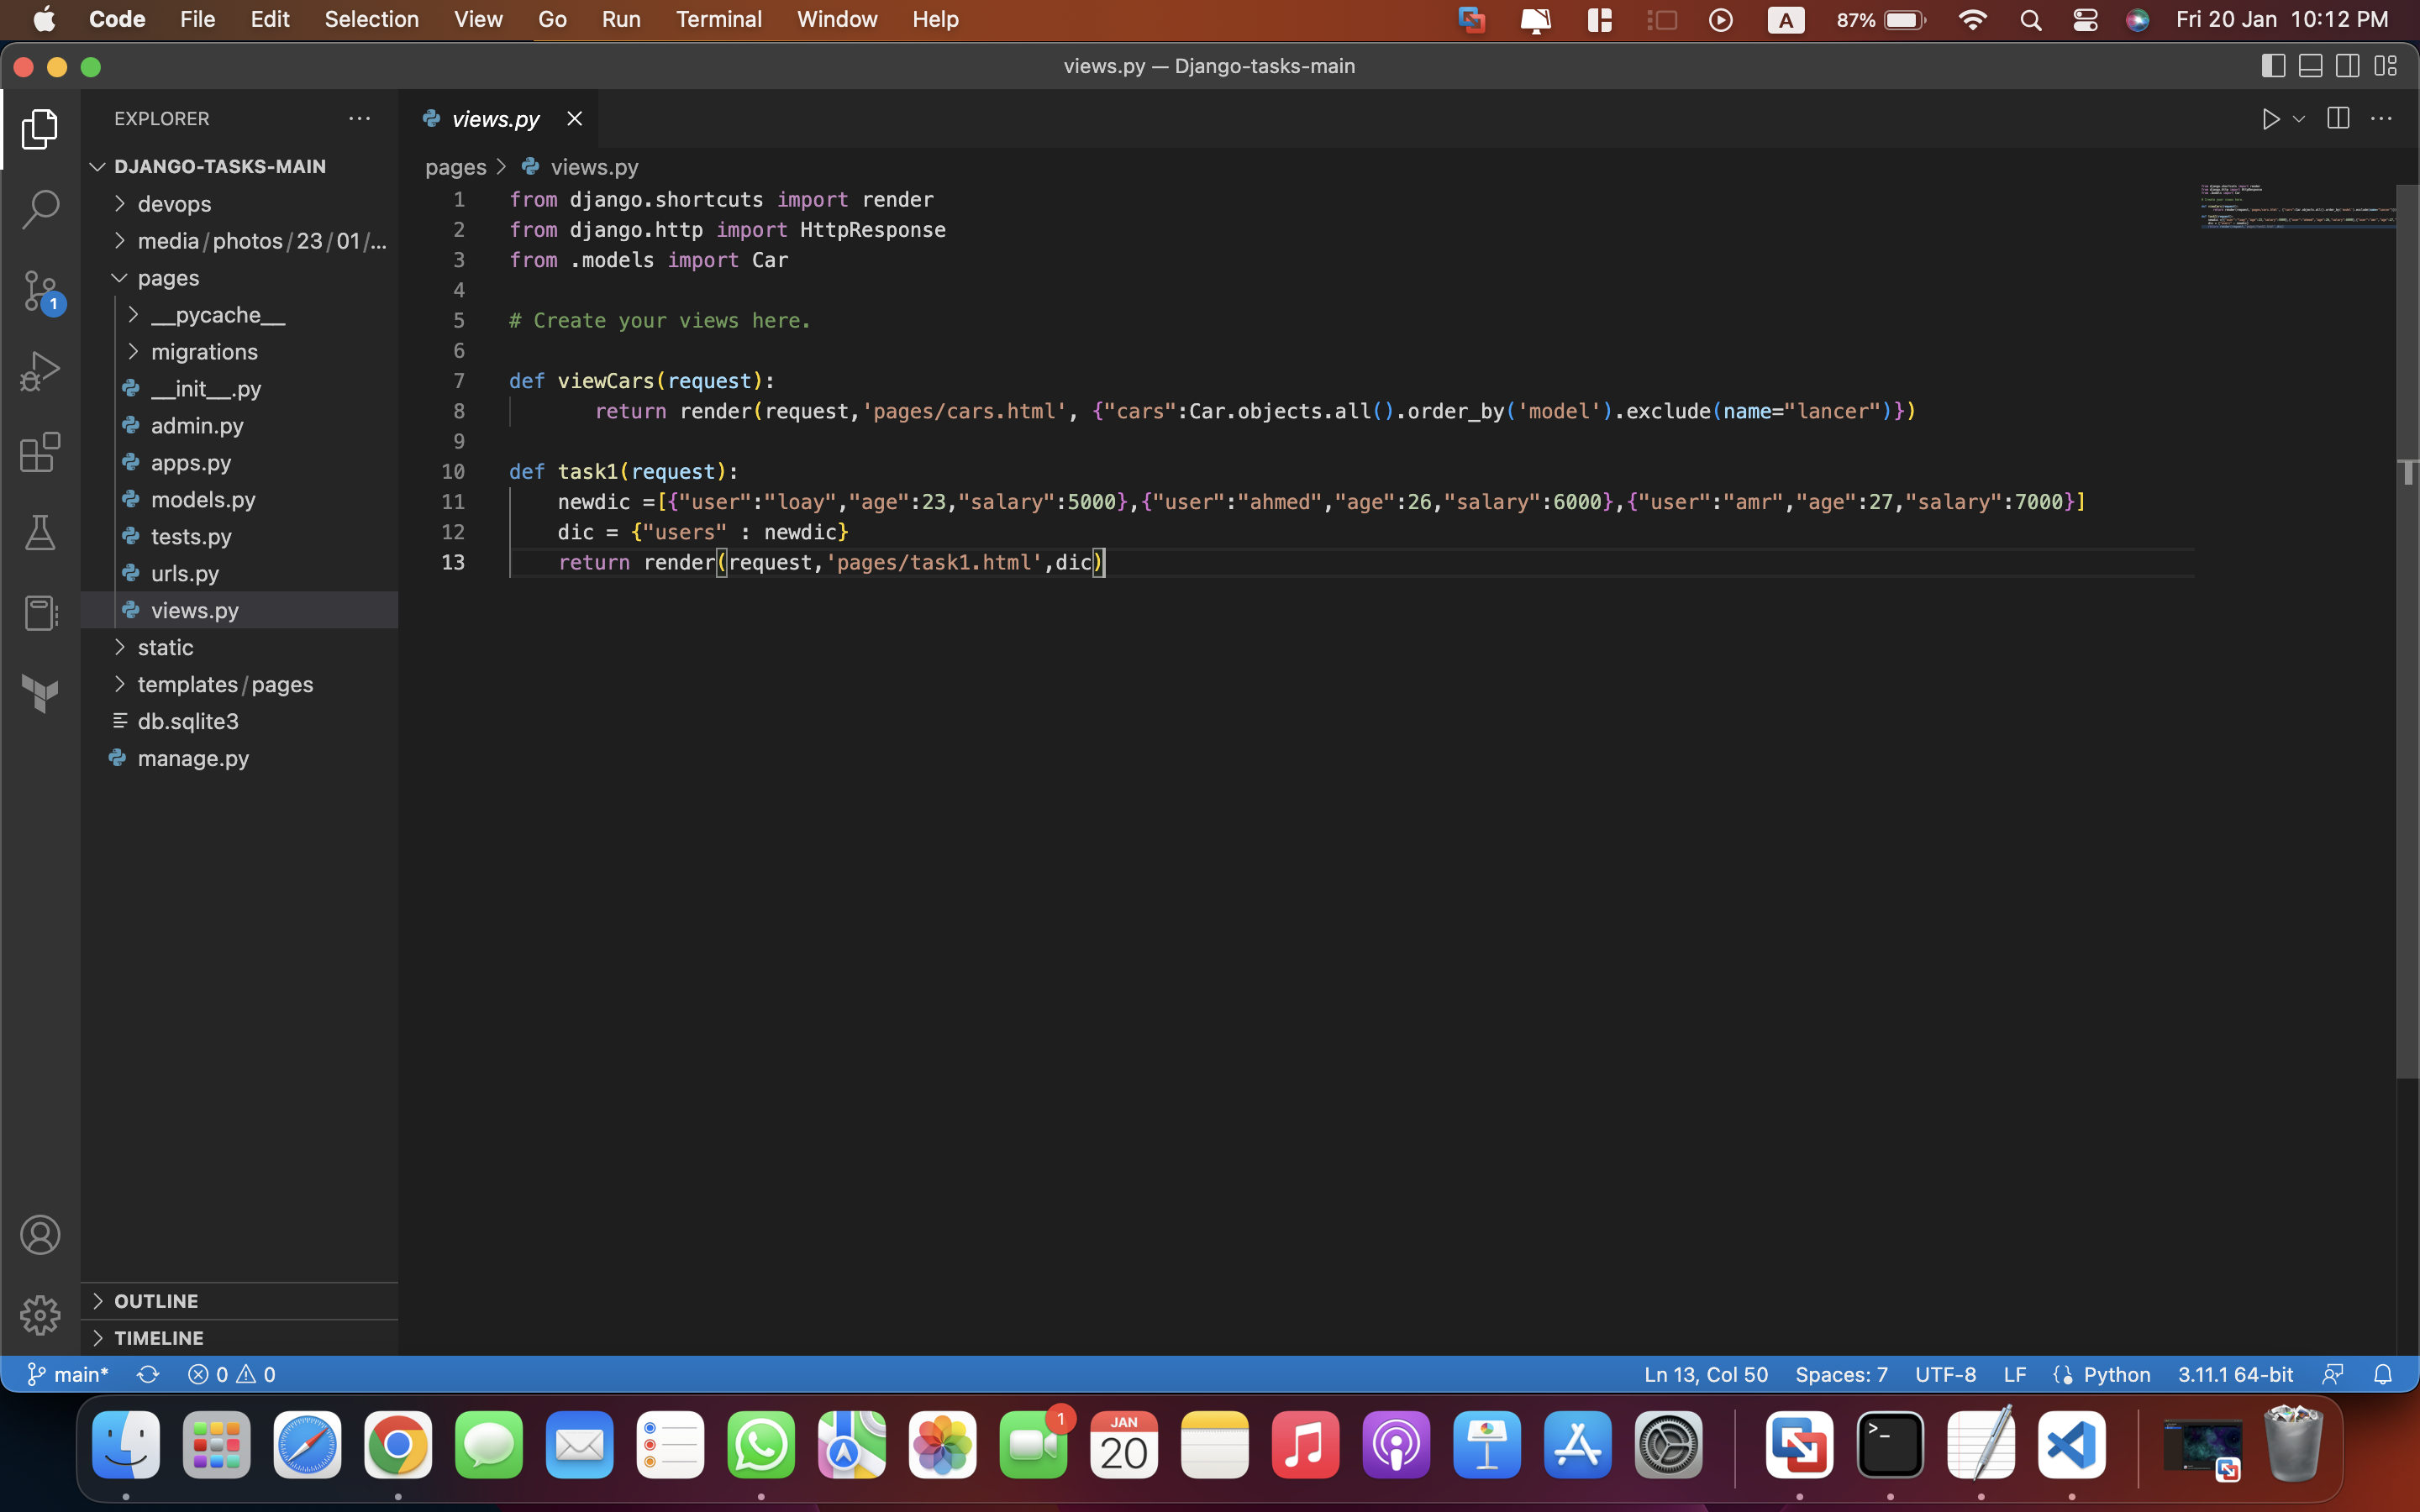 Code File Edit Selection View Go Run Terminal Window Help A 87% Fri 20 Jan 10:12 PM
views.py — Django-tasks-main
EXPLORER
DJANGO-TASKS-MAIN
devops
media/photos/23/01/...
pages
__pycache__
migrations
__init__.py
admin.py
apps.py
models.py
tests.py
urls.py
views.py
static
templates/pages
db.sqlite3
manage.py
OUTLINE
TIMELINE
1
views.py
pages > views.py
1 from django.shortcuts import render
2 from django.http import HttpResponse
3 from .models import Car
4
5 # Create your views here.
6
7 def viewCars(request):
8 return render(request,'pages/cars.html', {"cars":Car.objects.all().order_by('model').exclude(name="lancer")})
9
10 def task1(request):
11 newdic =[{"user":"loay","age":23,"salary":5000},{"user":"ahmed","age":26,"salary":6000},{"user":"amr","age":27,"salary":7000}]
12 dic = {"users" : newdic}
13 return render(request,'pages/task1.html',dic)
main* 0 0 Ln 13, Col 50 Spaces: 7 UTF-8 LF Python 3.11.1 64-bit
1
JAN
20